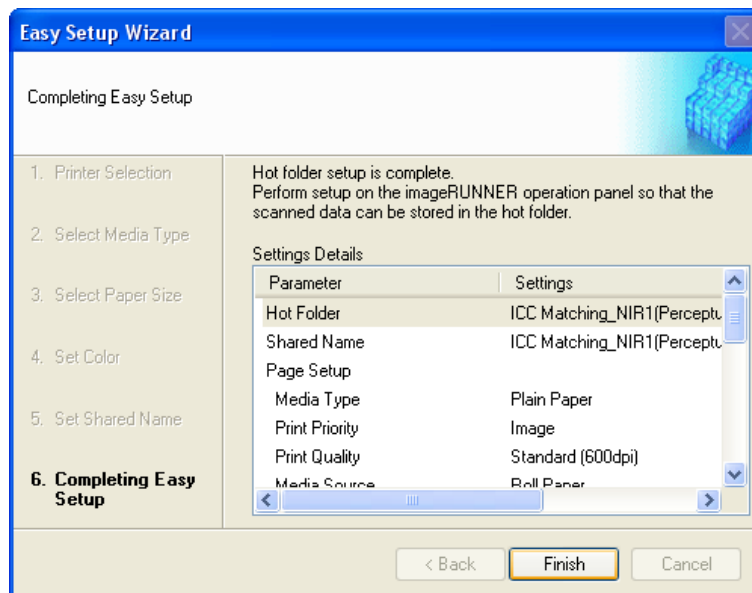 Easy Setup Wizard
Completing Easy Setup
1. Printer Selection
2. Select Media Type
3. Select Paper Size
4. Set Color
5. Set Shared Name
6. Completing Easy
Setup
Hot folder setup is complete.
Perform setup on the imageRUNNER operation panel so that the
scanned data can be stored in the hot folder.
Settings Details
Parameter Settings
Hot Folder ICC Matching_NIR1(Perceptu
Shared Name ICC Matching_NIR1(Perceptu
Page Setup
Media Type Plain Paper
Print Priority Image
Print Quality Standard (600dpi)
Media Source Roll Paper
< Back Finish Cancel